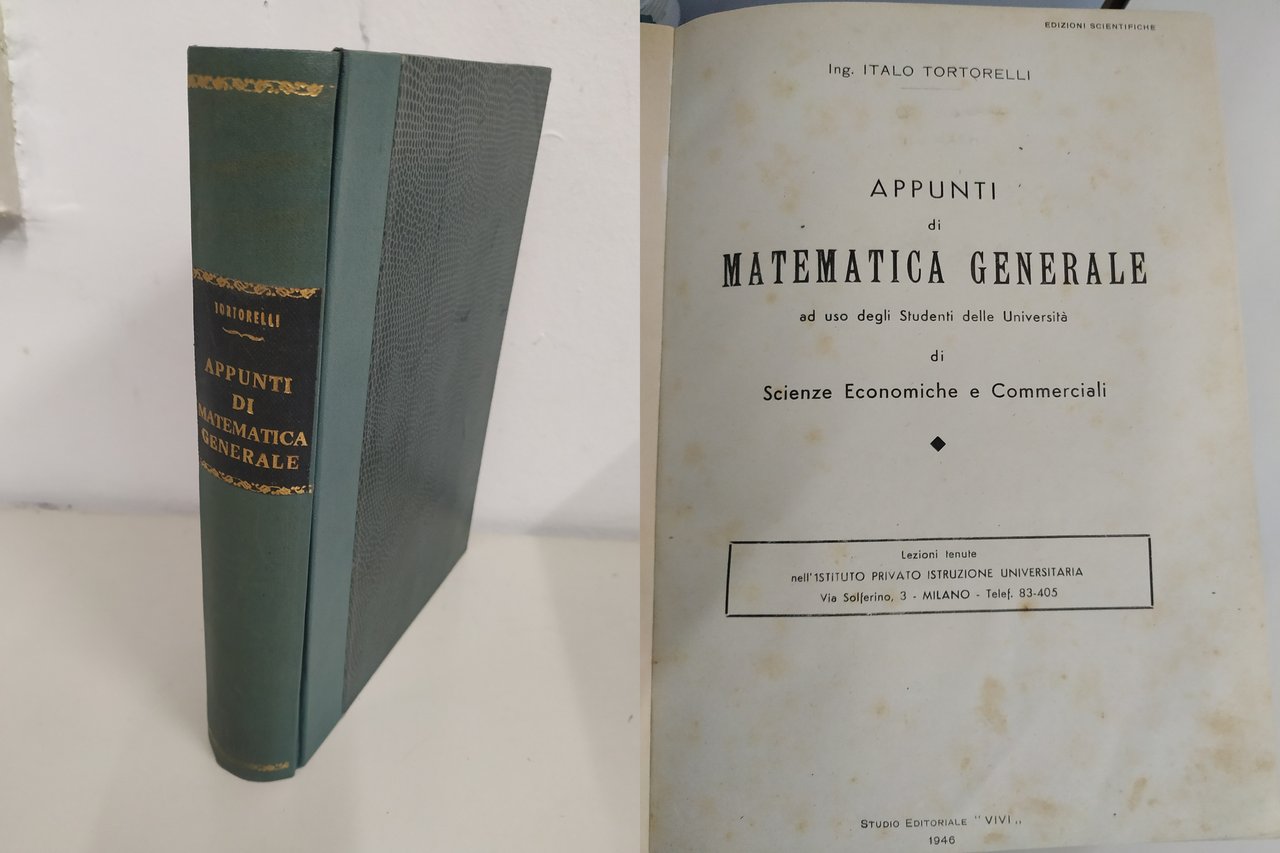 TORTORELLI
APPUNTI
DI
MATEMATICA
GENERALE
EDIZIONI SCIENTIFICHE
Ing. ITALO TORTORELLI
APPUNTI
di
MATEMATICA GENERALE
ad uso degli Studenti delle Università
di
Scienze Economiche e Commerciali
Lezioni tenute
nell'1STITUTO PRIVATO ISTRUZIONE UNIVERSITARIA
Via Solferino, 3 - MILANO - Telef. 83-405
STUDIO EDITORIALE "VIVI„
1946